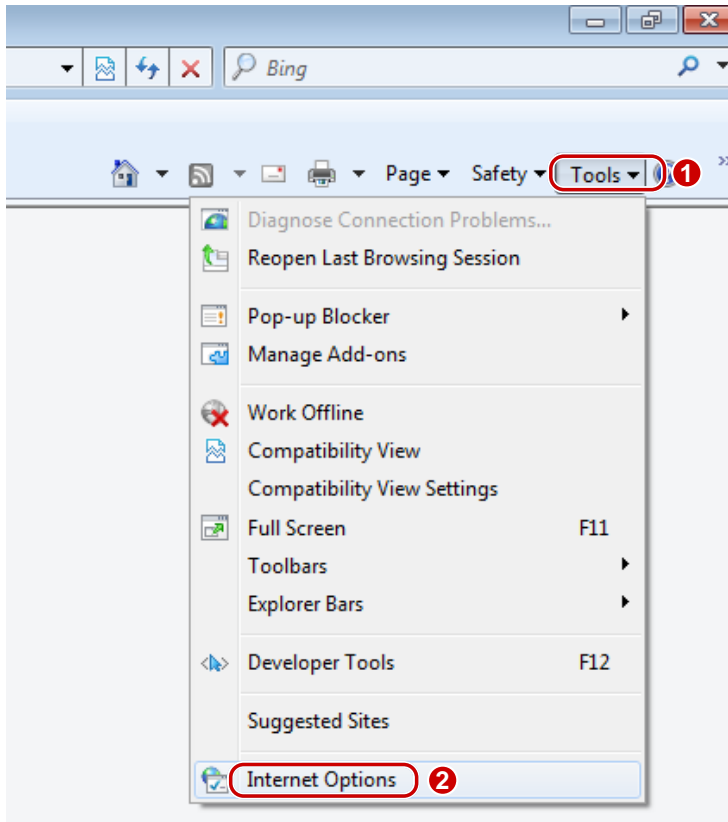 Bing
Page Safety Tools 1
Diagnose Connection Problems...
Reopen Last Browsing Session
Pop-up Blocker
Manage Add-ons
Work Offline
Compatibility View
Compatibility View Settings
Full Screen F11
Toolbars
Explorer Bars
Developer Tools F12
Suggested Sites
Internet Options 2